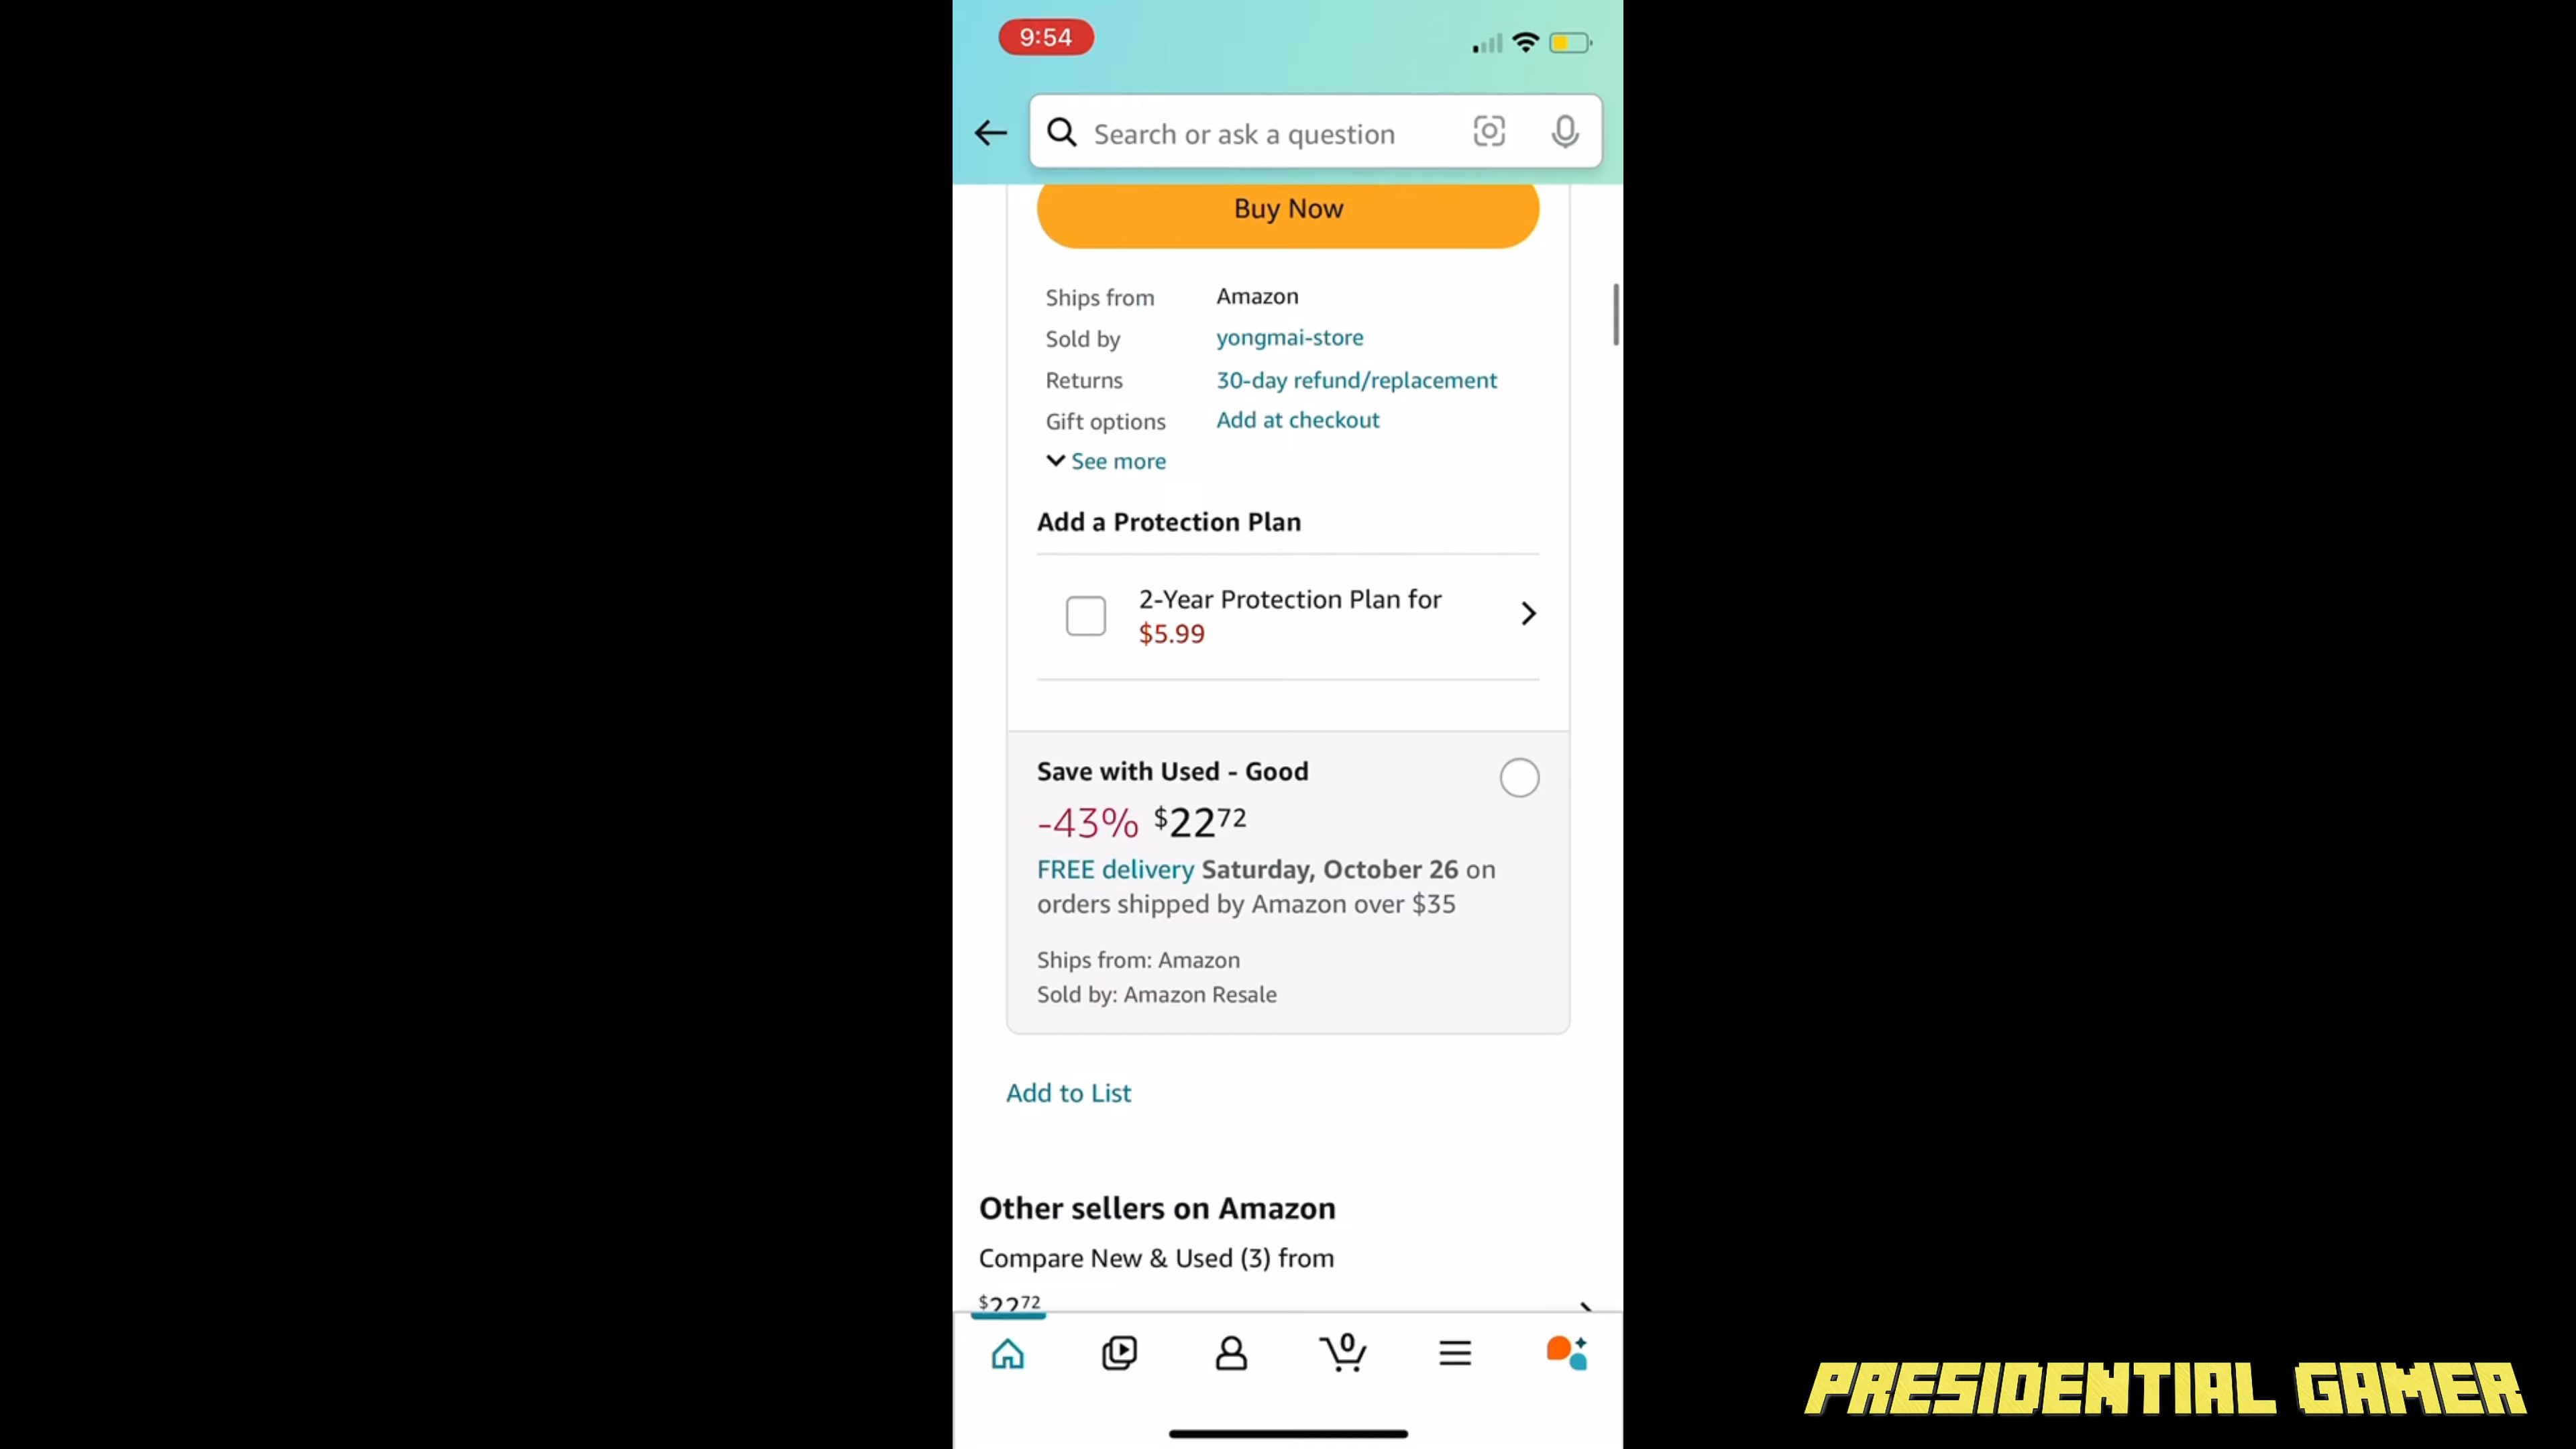 9:54
Search or ask a question
Buy Now
Ships from Amazon
Sold by yongmai-store
Returns 30-day refund/replacement
Gift options Add at checkout
See more
Add a Protection Plan
2-Year Protection Plan for
$5.99
Save with Used - Good
-43% $2272
FREE delivery Saturday, October 26 on
orders shipped by Amazon over $35
Ships from: Amazon
Sold by: Amazon Resale
Add to List
Other sellers on Amazon
Compare New & Used (3) from
$2272
0
PRESIDENTIAL GAMER